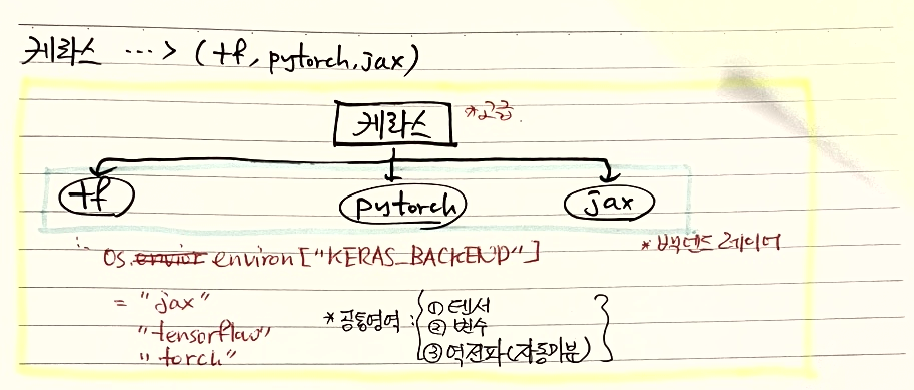 케라스 ···> (tf, pytorch, jax)
케라스 *고급.
tf pytorch jax
os.envior environ["KERAS_BACKEND"] *백엔드 레이어
= "jax"
"tensorflow"
"torch"
*공통영역 : ① 텐서
② 변수
③ 역전파(자동미분)